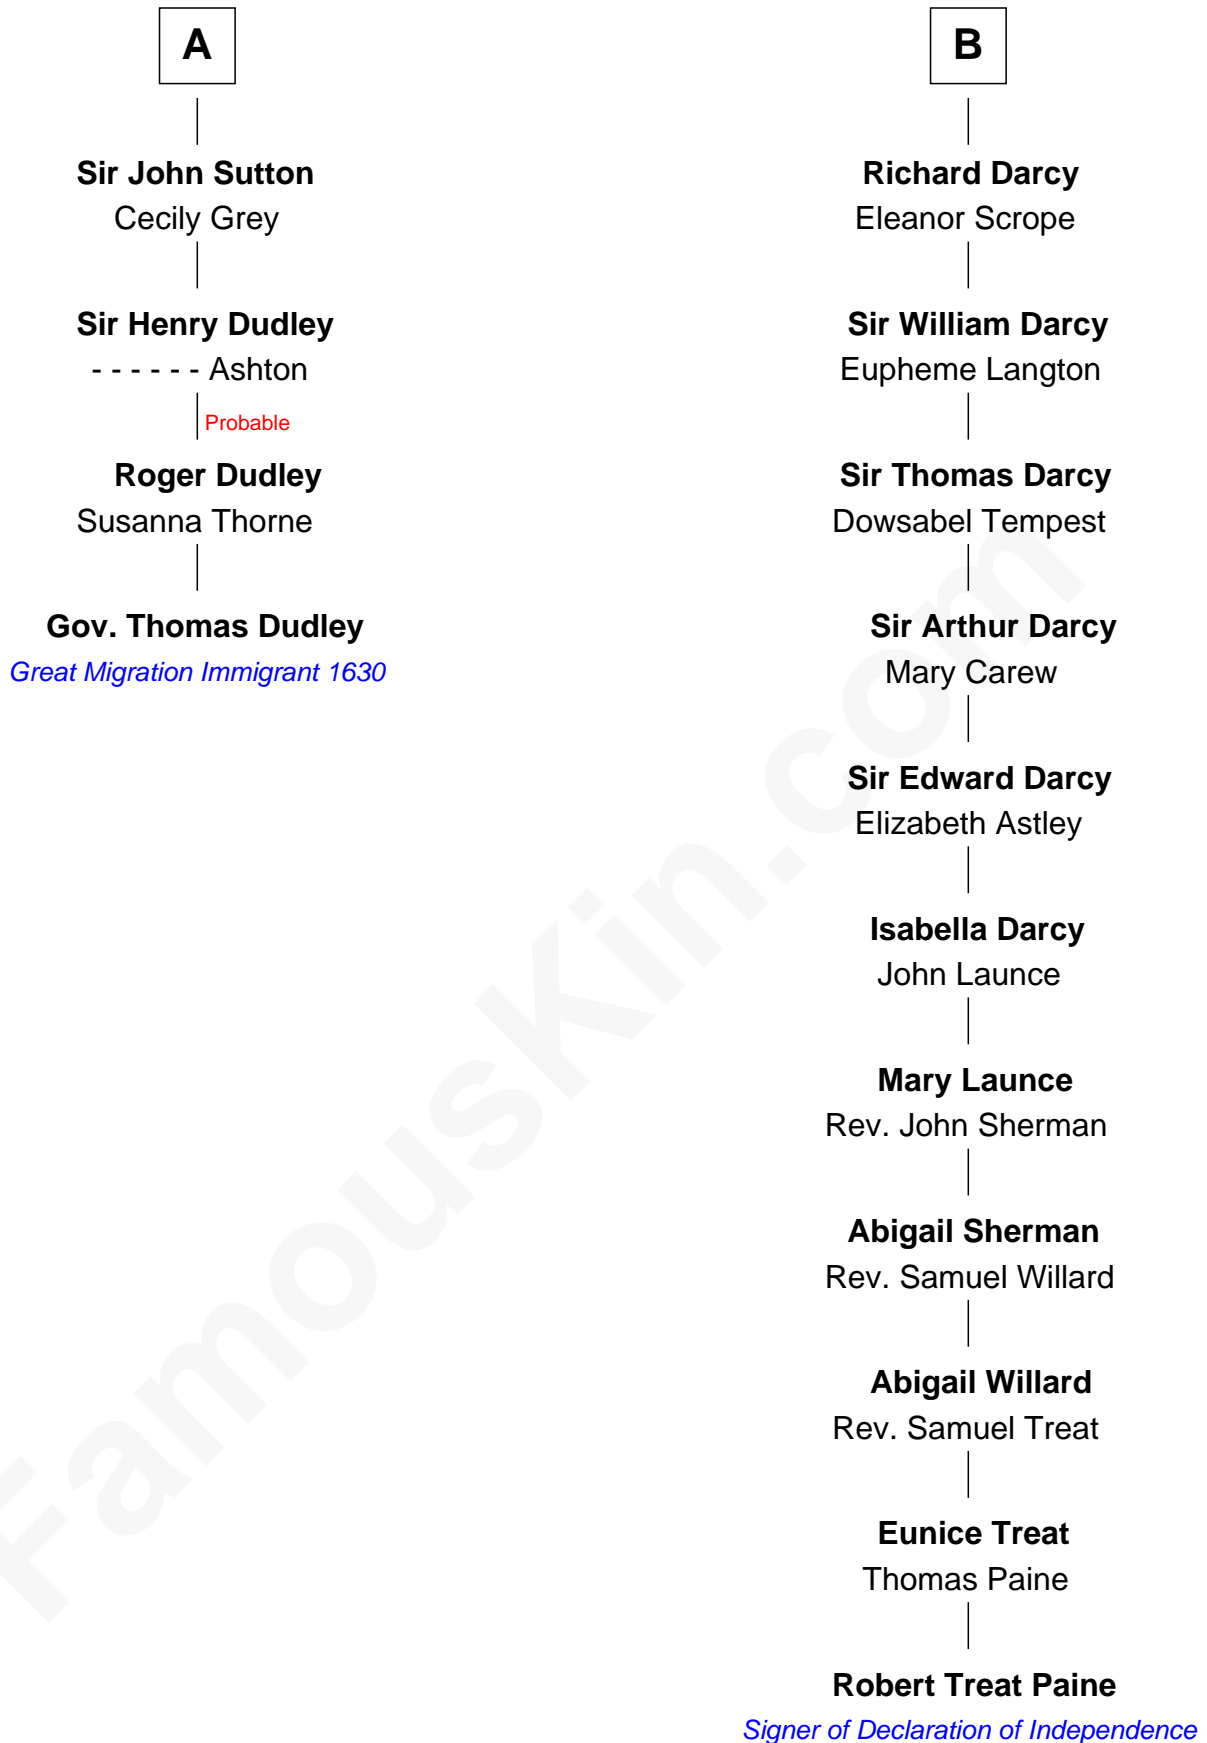 A
Sir John Sutton
Cecily Grey
Sir Henry Dudley
- - - - - - Ashton
Probable
Roger Dudley
Susanna Thorne
Gov. Thomas Dudley
Great Migration Immigrant 1630
B
Richard Darcy
Eleanor Scrope
Sir William Darcy
Eupheme Langton
Sir Thomas Darcy
Dowsabel Tempest
Sir Arthur Darcy
Mary Carew
Sir Edward Darcy
Elizabeth Astley
Isabella Darcy
John Launce
Mary Launce
Rev. John Sherman
Abigail Sherman
Rev. Samuel Willard
Abigail Willard
Rev. Samuel Treat
Eunice Treat
Thomas Paine
Robert Treat Paine
Signer of Declaration of Independence
FamousKin.com